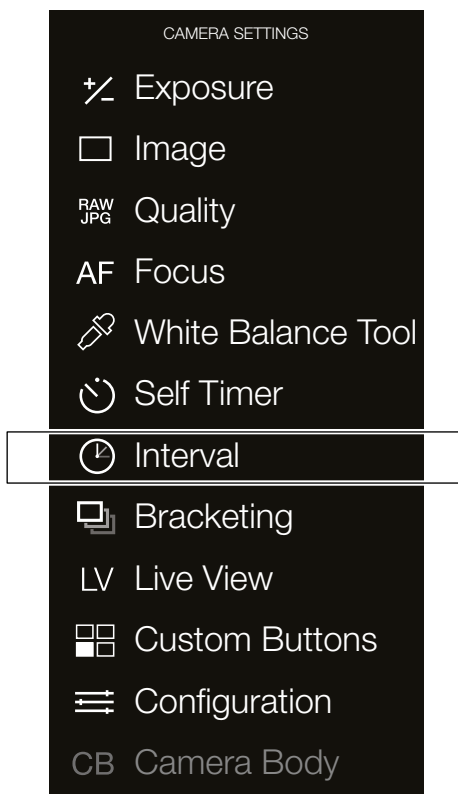 CAMERA SETTINGS
+/- Exposure
Image
RAW JPG Quality
AF Focus
White Balance Tool
Self Timer
Interval
Bracketing
LV Live View
Custom Buttons
Configuration
CB Camera Body